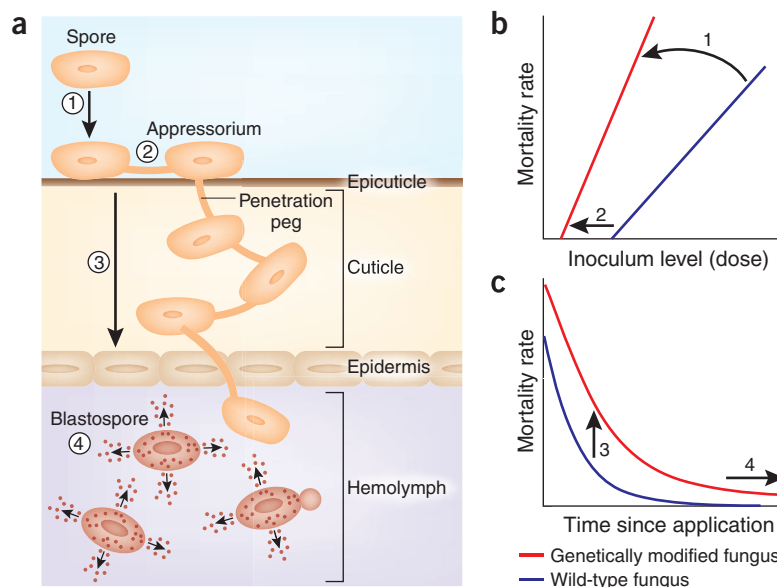 a
Spore
1
Appressorium
2
Epicuticle
Penetration
peg
3
Cuticle
Epidermis
Blastospore
4
Hemolymph
b
Mortality rate
1
2
Inoculum level (dose)
c
Mortality rate
3
4
Time since application
Genetically modified fungus
Wild-type fungus